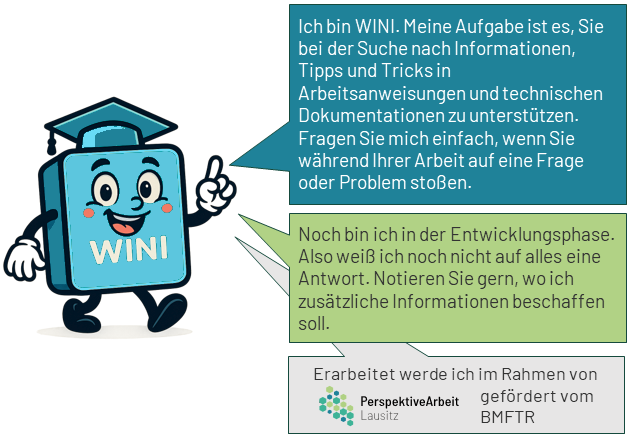 Ich bin WINI. Meine Aufgabe ist es, Sie
bei der Suche nach Informationen,
Tipps und Tricks in
Arbeitsanweisungen und technischen
Dokumentationen zu unterstützen.
Fragen Sie mich einfach, wenn Sie
während Ihrer Arbeit auf eine Frage
oder Problem stoßen.
WINI
Noch bin ich in der Entwicklungsphase.
Also weiß ich noch nicht auf alles eine
Antwort. Notieren Sie gern, wo ich
zusätzliche Informationen beschaffen
soll.
Erarbeitet werde ich im Rahmen von
PerspektiveArbeit
Lausitz
gefördert vom
BMFTR